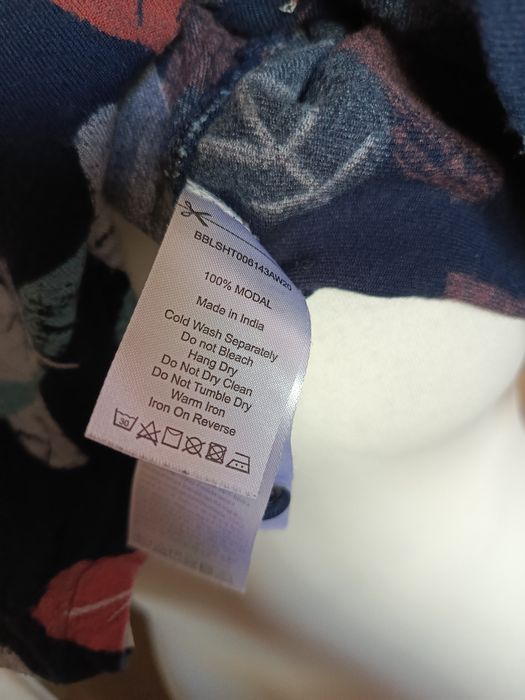 BBLSHT006143AW20
100% MODAL
Made in India
Cold Wash Separately
Do not Bleach
Hang Dry
Do Not Dry Clean
Do Not Tumble Dry
Warm Iron
Iron On Reverse
30